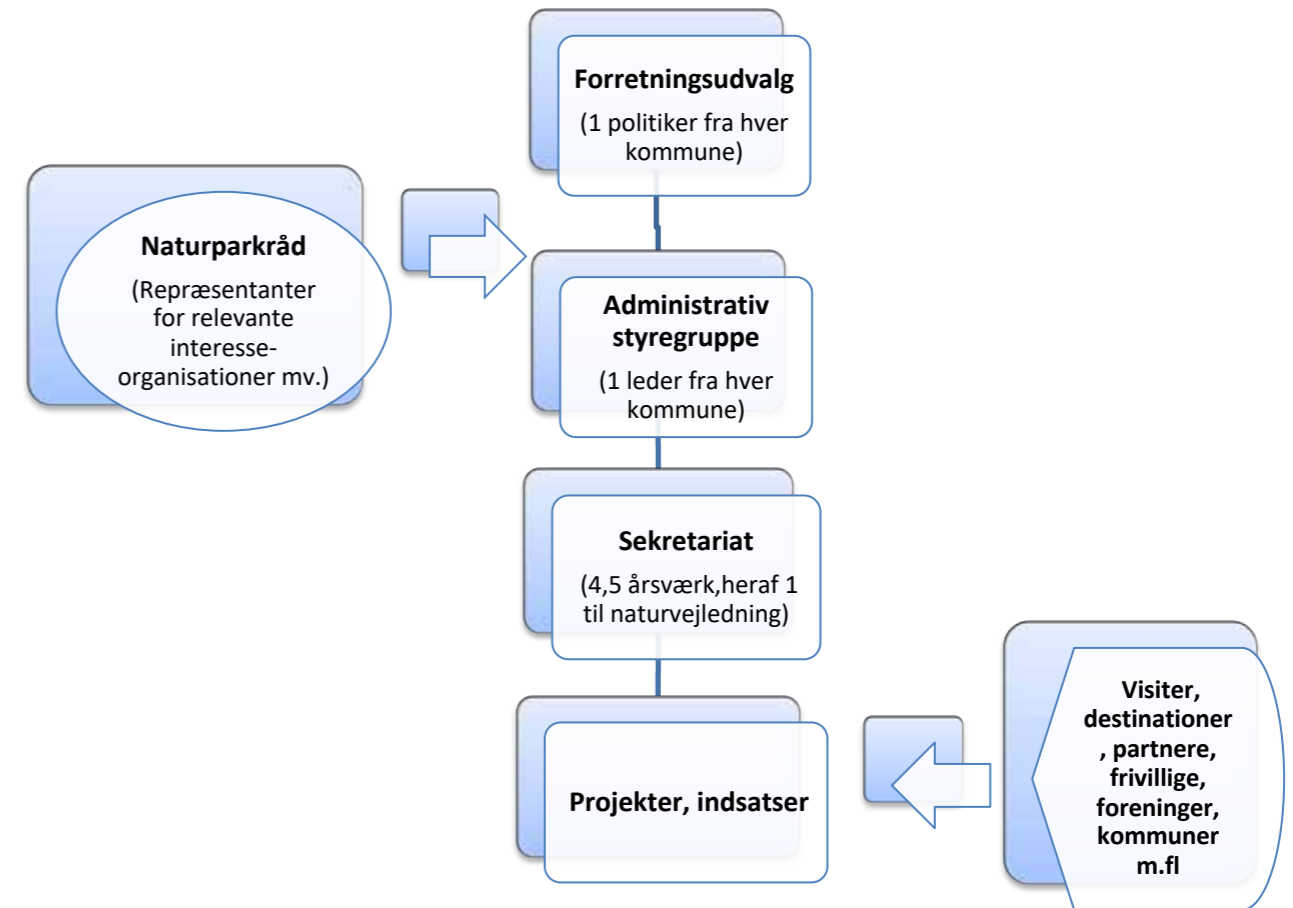 Forretningsudvalg
(1 politiker fra hver
kommune)
Naturparkråd
(Repræsentanter
for relevante
interesse-
organisationer mv.)
Administrativ
styregruppe
(1 leder fra hver
kommune)
Sekretariat
(4,5 årsværk,heraf 1
til naturvejledning)
Projekter, indsatser
Visiter,
destinationer
, partnere,
frivillige,
foreninger,
kommuner
m.fl